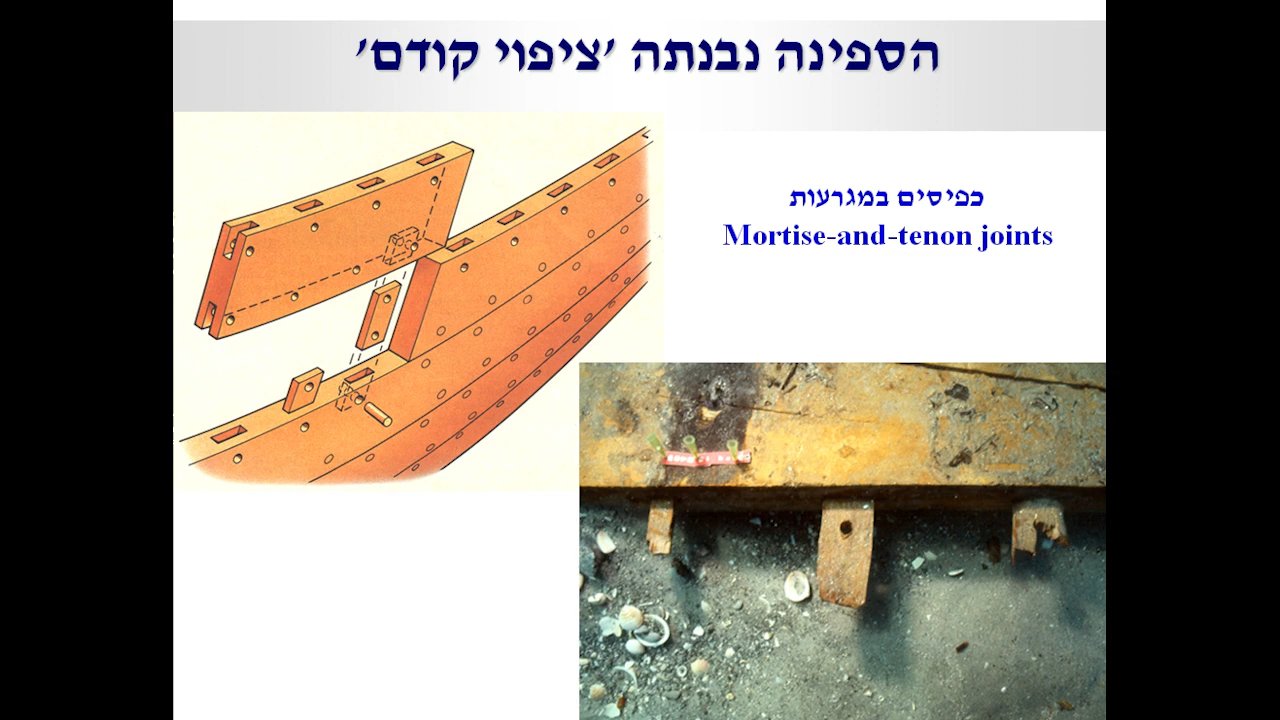 הספינה נבנתה 'ציפוי קודם'
כפיסים במגרעות
Mortise-and-tenon joints